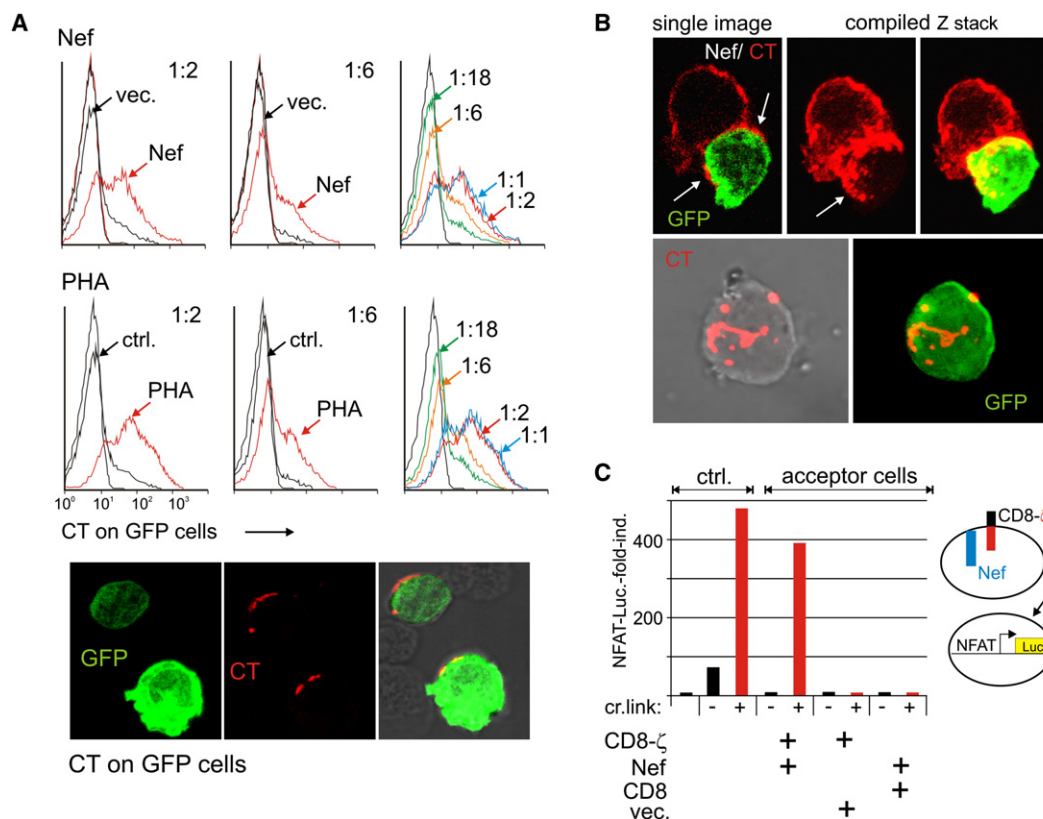 A
Nef
1:2
vec.
Nef
1:6
vec.
Nef
1:18
1:6
1:1
1:2
PHA
1:2
ctrl.
PHA
1:6
ctrl.
PHA
1:18
1:6
1:2
1:1
10⁰ 10¹ 10² 10³
CT on GFP cells
GFP
CT
CT on GFP cells
B
single image
compiled Z stack
Nef/ CT
GFP
CT
GFP
C
ctrl.
acceptor cells
NFAT-Luc.-fold-ind.
400
200
cr.link: - + - + - + - +
CD8-ζ + +
Nef + +
CD8 +
vec. +
CD8-ζ
Nef
NFAT
Luc